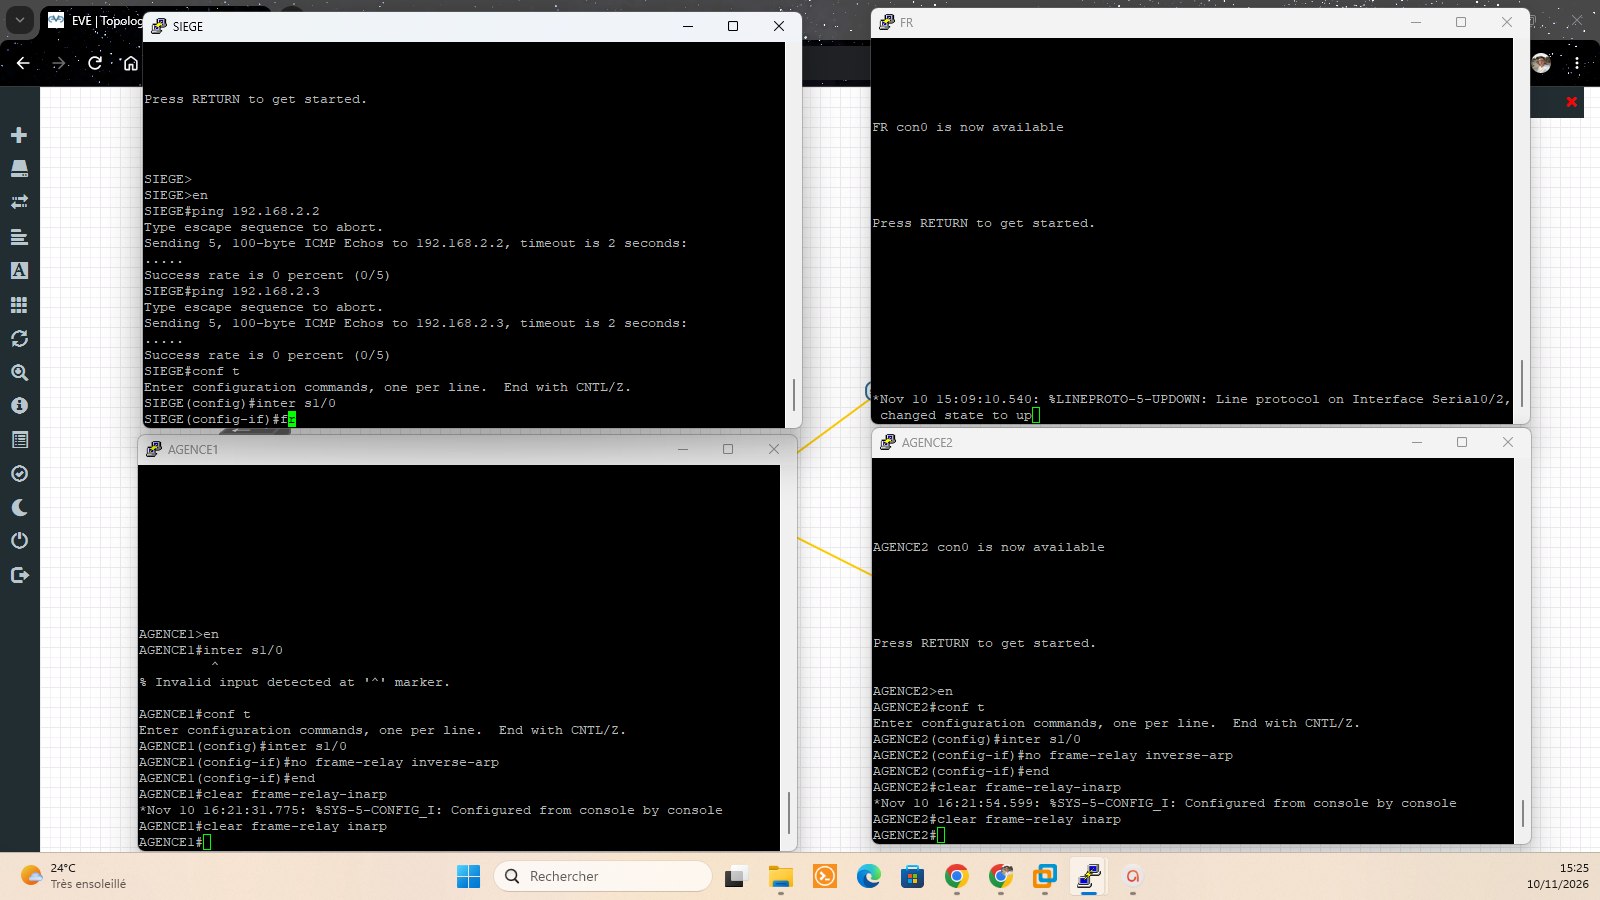 EVE | Topolog
SIEGE
Press RETURN to get started.
SIEGE>
SIEGE>en
SIEGE#ping 192.168.2.2
Type escape sequence to abort.
Sending 5, 100-byte ICMP Echos to 192.168.2.2, timeout is 2 seconds:
.....
Success rate is 0 percent (0/5)
SIEGE#ping 192.168.2.3
Type escape sequence to abort.
Sending 5, 100-byte ICMP Echos to 192.168.2.3, timeout is 2 seconds:
.....
Success rate is 0 percent (0/5)
SIEGE#conf t
Enter configuration commands, one per line.  End with CNTL/Z.
SIEGE(config)#inter s1/0
SIEGE(config-if)#fr
FR
FR con0 is now available
Press RETURN to get started.
*Nov 10 15:09:10.540: %LINEPROTO-5-UPDOWN: Line protocol on Interface Serial0/2,
 changed state to up
AGENCE1
AGENCE1>en
AGENCE1#inter s1/0
^
% Invalid input detected at '^' marker.
AGENCE1#conf t
Enter configuration commands, one per line.  End with CNTL/Z.
AGENCE1(config)#inter s1/0
AGENCE1(config-if)#no frame-relay inverse-arp
AGENCE1(config-if)#end
AGENCE1#clear frame-relay-inarp
*Nov 10 16:21:31.775: %SYS-5-CONFIG_I: Configured from console by console
AGENCE1#clear frame-relay inarp
AGENCE1#
AGENCE2
AGENCE2 con0 is now available
Press RETURN to get started.
AGENCE2>en
AGENCE2#conf t
Enter configuration commands, one per line.  End with CNTL/Z.
AGENCE2(config)#inter s1/0
AGENCE2(config-if)#no frame-relay inverse-arp
AGENCE2(config-if)#end
AGENCE2#clear frame-relay-inarp
*Nov 10 16:21:54.599: %SYS-5-CONFIG_I: Configured from console by console
AGENCE2#clear frame-relay inarp
AGENCE2#
24°C
Très ensoleillé
Rechercher
15:25
10/11/2026